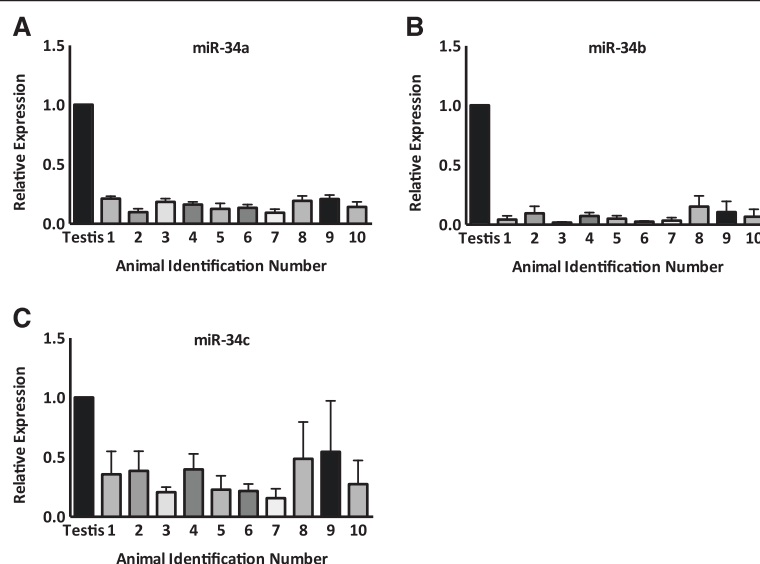 A
miR-34a
Relative Expression
1.5
1.0
0.5
0.0
Testis 1 2 3 4 5 6 7 8 9 10
Animal Identification Number
B
miR-34b
Relative Expression
1.5
1.0
0.5
0.0
Testis 1 2 3 4 5 6 7 8 9 10
Animal Identification Number
C
miR-34c
Relative Expression
1.5
1.0
0.5
0.0
Testis 1 2 3 4 5 6 7 8 9 10
Animal Identification Number